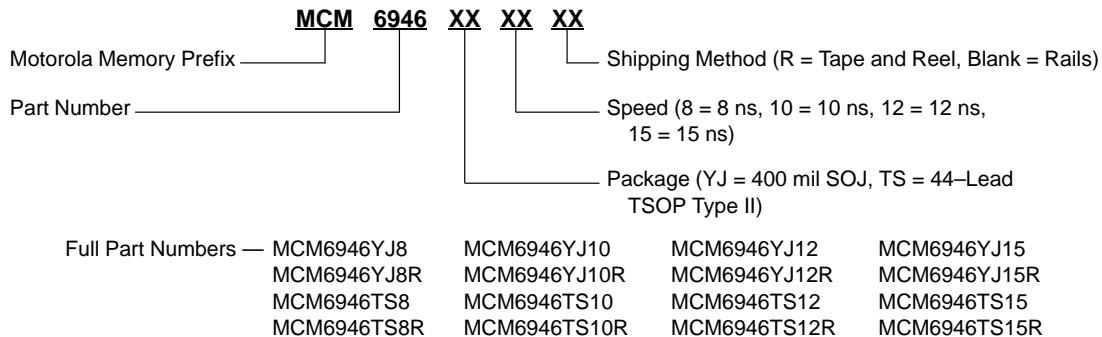 MCM 6946 XX XX XX
Motorola Memory Prefix
Shipping Method (R = Tape and Reel, Blank = Rails)
Part Number
Speed (8 = 8 ns, 10 = 10 ns, 12 = 12 ns,
15 = 15 ns)
Package (YJ = 400 mil SOJ, TS = 44–Lead
TSOP Type II)
Full Part Numbers — MCM6946YJ8 MCM6946YJ10 MCM6946YJ12 MCM6946YJ15
MCM6946YJ8R MCM6946YJ10R MCM6946YJ12R MCM6946YJ15R
MCM6946TS8 MCM6946TS10 MCM6946TS12 MCM6946TS15
MCM6946TS8R MCM6946TS10R MCM6946TS12R MCM6946TS15R